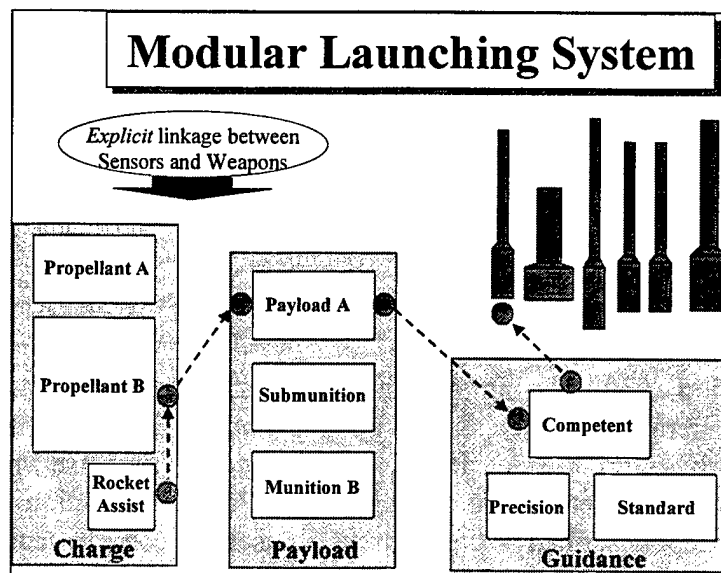 Modular Launching System
Explicit linkage between
Sensors and Weapons
Propellant A
Propellant B
Rocket
Assist
Charge
Payload A
Submunition
Munition B
Payload
Competent
Precision
Standard
Guidance